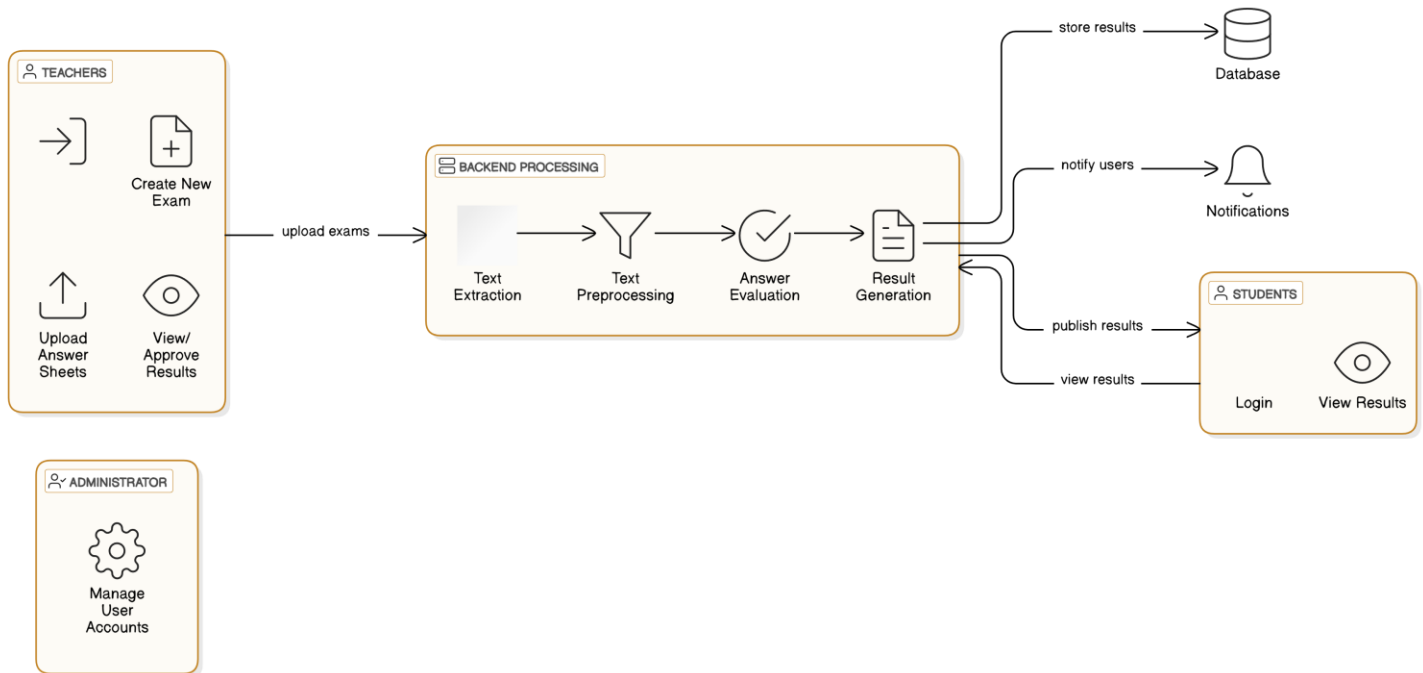 store results
Database
TEACHERS
Create New
Exam
Upload
Answer
Sheets
View/
Approve
Results
upload exams
BACKEND PROCESSING
Text
Extraction
Text
Preprocessing
Answer
Evaluation
Result
Generation
notify users
Notifications
publish results
view results
STUDENTS
Login
View Results
ADMINISTRATOR
Manage
User
Accounts